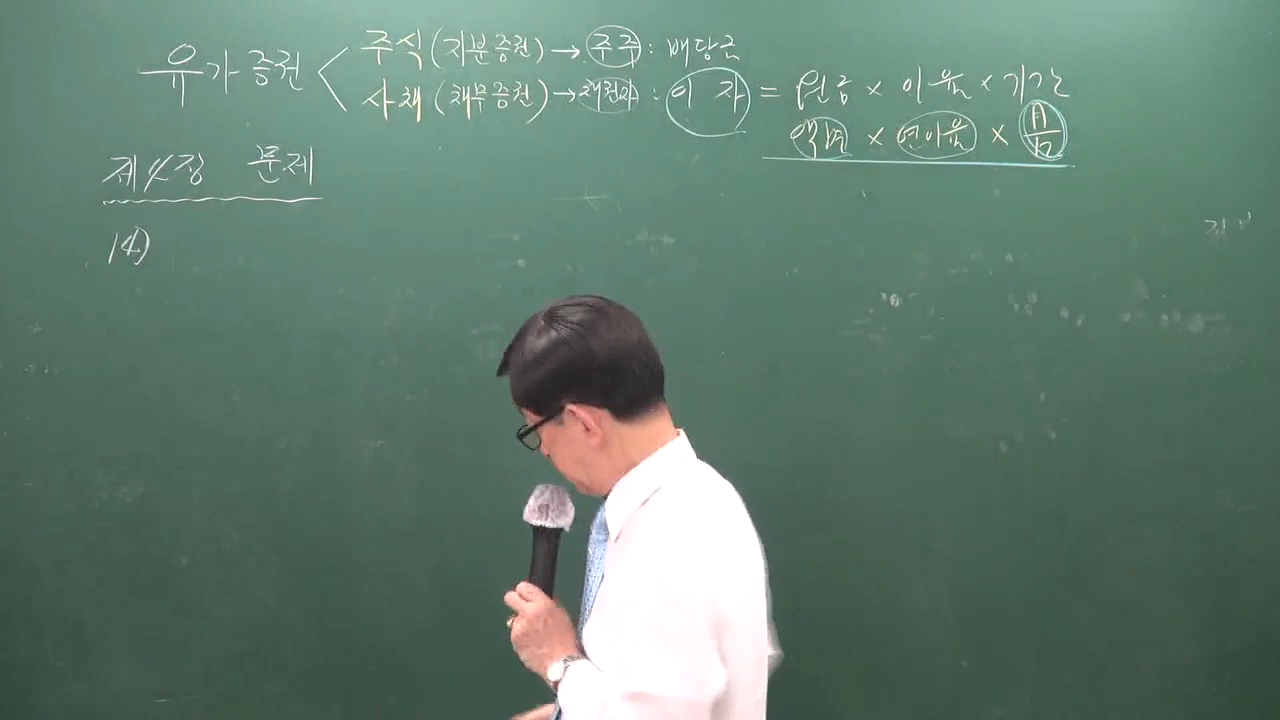 유가증권 < 주식(지분증권) → 주주 : 배당금
사채(채무증권) → 채권자 : 이자 = 원금 × 이율 × 기간
액면 × 연이율 × 月/12
제4장 문제
14)